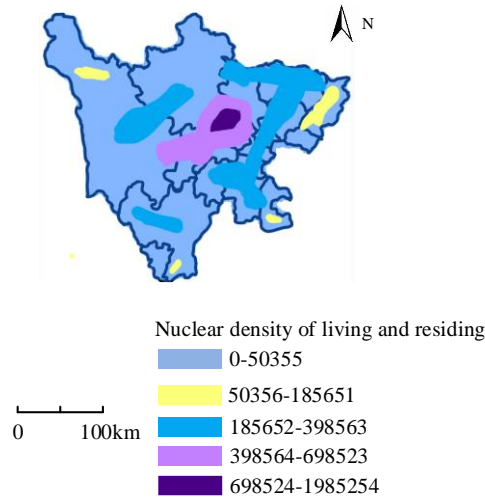 N
Nuclear density of living and residing
0-50355
50356-185651
185652-398563
398564-698523
698524-1985254
0 100km